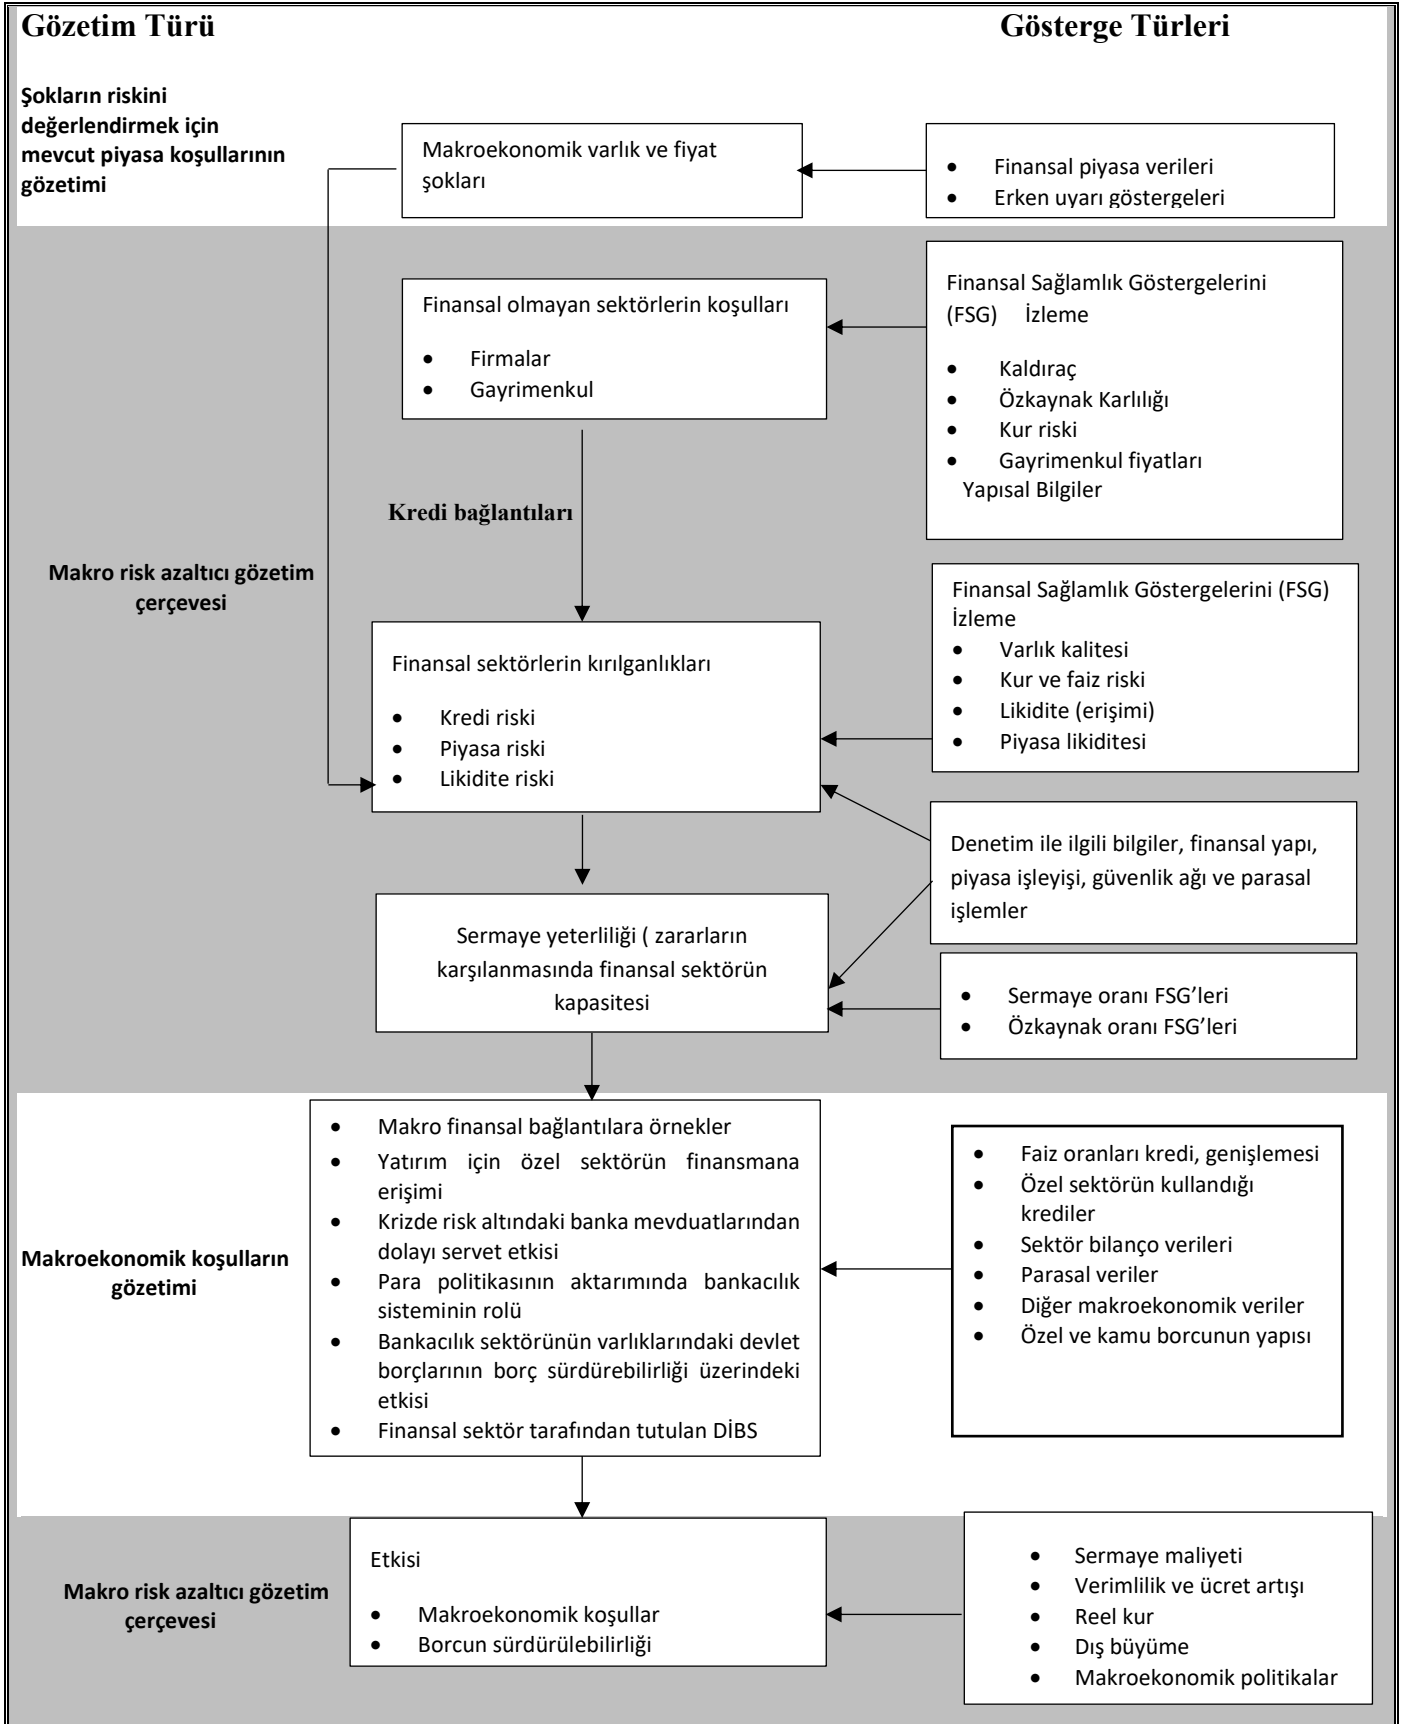 Gözetim Türü
Gösterge Türleri
Şokların riskini
değerlendirmek için
mevcut piyasa koşullarının
gözetimi
Makroekonomik varlık ve fiyat
şokları
• Finansal piyasa verileri
• Erken uyarı göstergeleri
Finansal olmayan sektörlerin koşulları
• Firmalar
• Gayrimenkul
Finansal Sağlamlık Göstergelerini
(FSG) İzleme
• Kaldıraç
• Özkaynak Karlılığı
• Kur riski
• Gayrimenkul fiyatları
Yapısal Bilgiler
Kredi bağlantıları
Makro risk azaltıcı gözetim
çerçevesi
Finansal sektörlerin kırılganlıkları
• Kredi riski
• Piyasa riski
• Likidite riski
Finansal Sağlamlık Göstergelerini (FSG)
İzleme
• Varlık kalitesi
• Kur ve faiz riski
• Likidite (erişimi)
• Piyasa likiditesi
Denetim ile ilgili bilgiler, finansal yapı,
piyasa işleyişi, güvenlik ağı ve parasal
işlemler
Sermaye yeterliliği ( zararların
karşılanmasında finansal sektörün
kapasitesi
• Sermaye oranı FSG’leri
• Özkaynak oranı FSG’leri
Makroekonomik koşulların
gözetimi
• Makro finansal bağlantılara örnekler
• Yatırım için özel sektörün finansmana
erişimi
• Krizde risk altındaki banka mevduatlarından
dolayı servet etkisi
• Para politikasının aktarımında bankacılık
sisteminin rolü
• Bankacılık sektörünün varlıklarındaki devlet
borçlarının borç sürdürebilirliği üzerindeki
etkisi
• Finansal sektör tarafından tutulan DİBS
• Faiz oranları kredi, genişlemesi
• Özel sektörün kullandığı
krediler
• Sektör bilanço verileri
• Parasal veriler
• Diğer makroekonomik veriler
• Özel ve kamu borcunun yapısı
Makro risk azaltıcı gözetim
çerçevesi
Etkisi
• Makroekonomik koşullar
• Borcun sürdürülebilirliği
• Sermaye maliyeti
• Verimlilik ve ücret artışı
• Reel kur
• Dış büyüme
• Makroekonomik politikalar